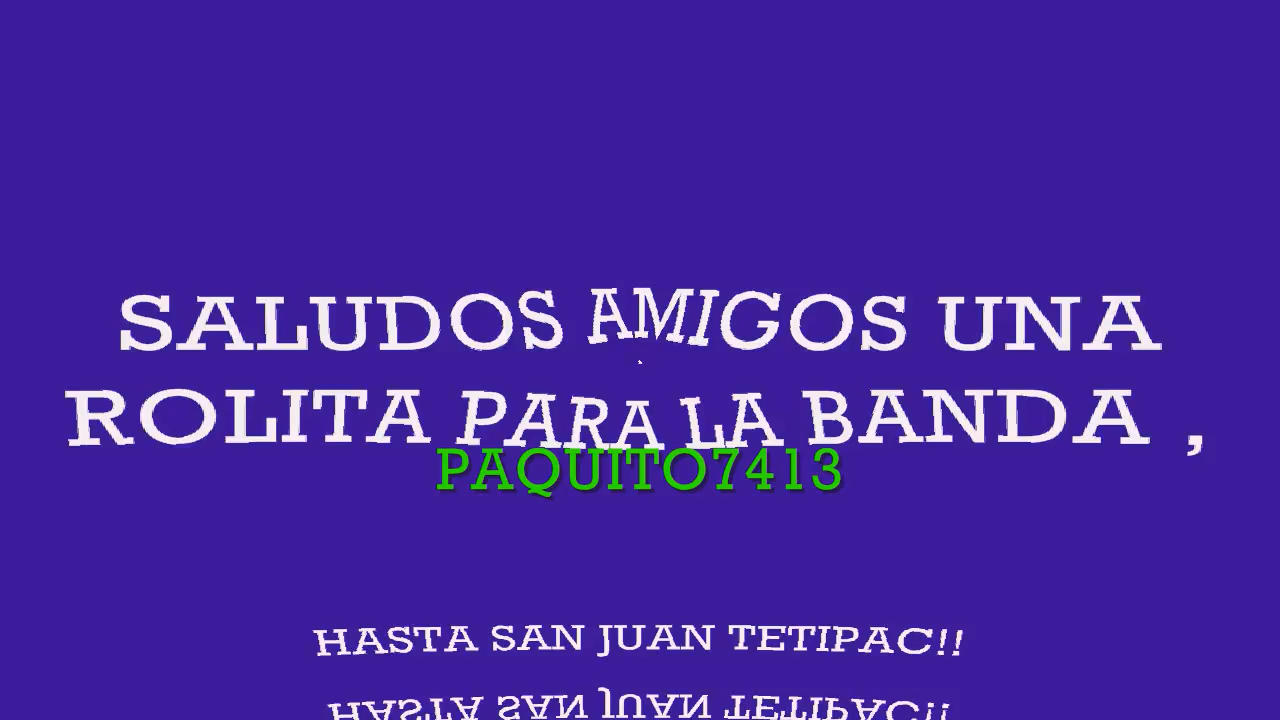 SALUDOS AMIGOS UNA
ROLITA PARA LA BANDA ,
PAQUITO7413
HASTA SAN JUAN TETIPAC!!
HASTA SAN JUAN TETIPAC!!